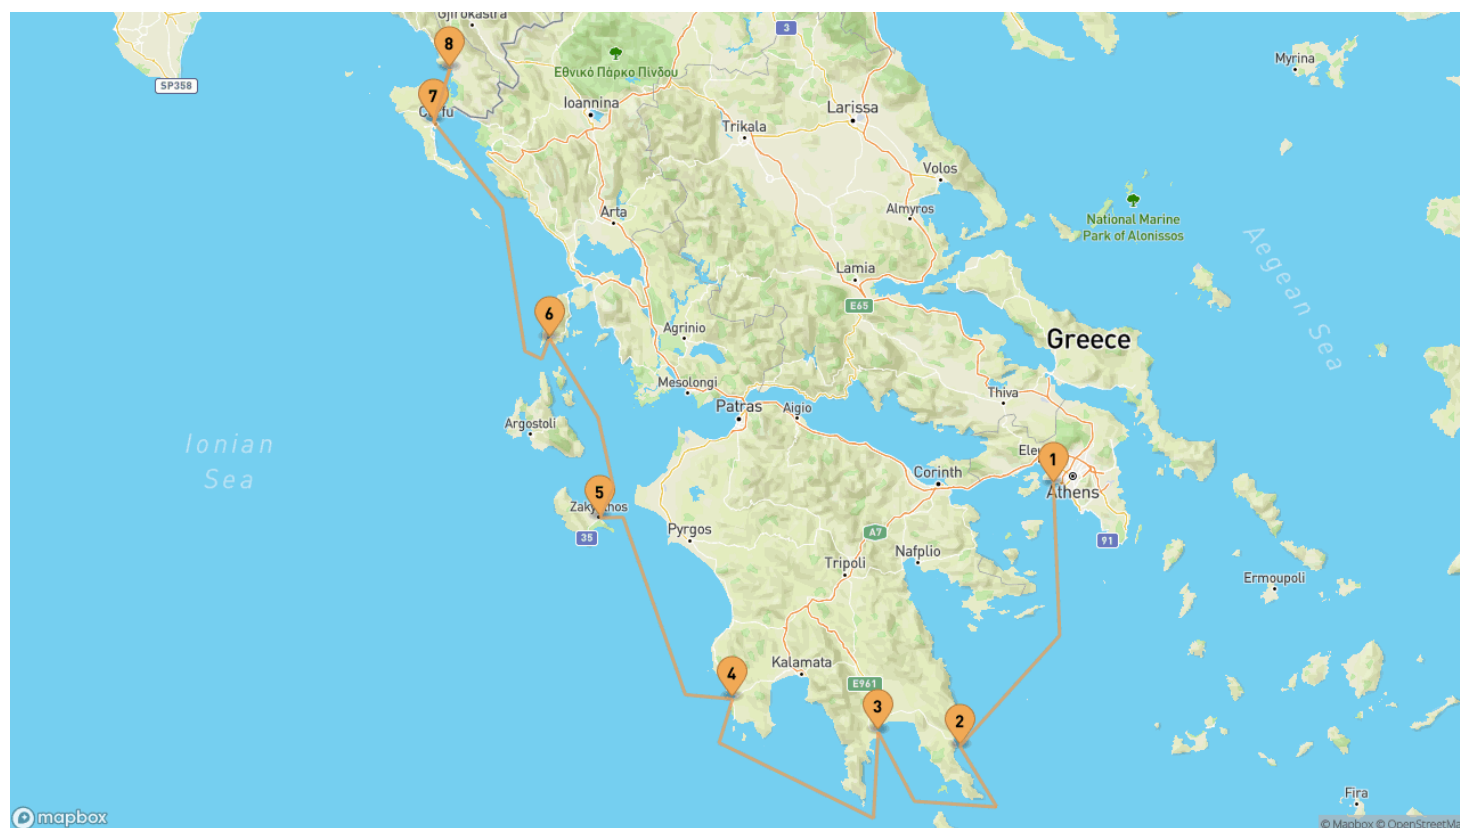 Gjirokastra
3
8
Εθνικό Πάρκο Πίνδου
Myrina
SP358
7
Ioannina
Larissa
Trikala
Volos
Arta
Almyros
National Marine
Park of Alonissos
Aegean Sea
Lamia
E65
6
Agrinio
Greece
Mesolongi
Thiva
Patras
Aigio
Argostoli
Ionian
Sea
1
Corinth
Athens
5
35
Pyrgos
A7
91
Nafplio
Tripoli
Ermoupoli
4
Kalamata
E961
3
2
Fira
mapbox
© Mapbox © OpenStreetMa